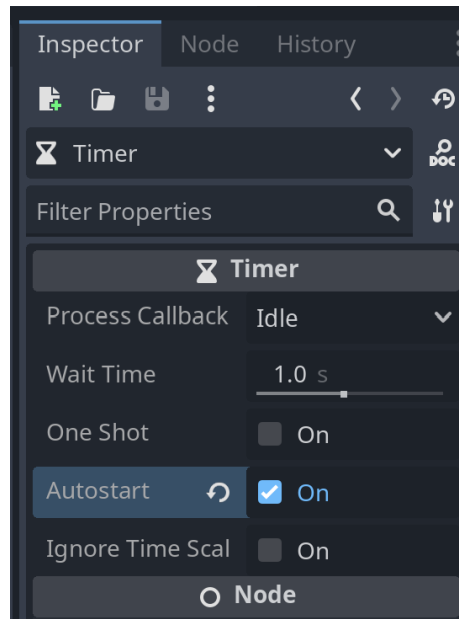 Inspector Node History
Timer
DOC
Filter Properties
Timer
Process Callback Idle
Wait Time 1.0 s
One Shot On
Autostart On
Ignore Time Scal On
Node